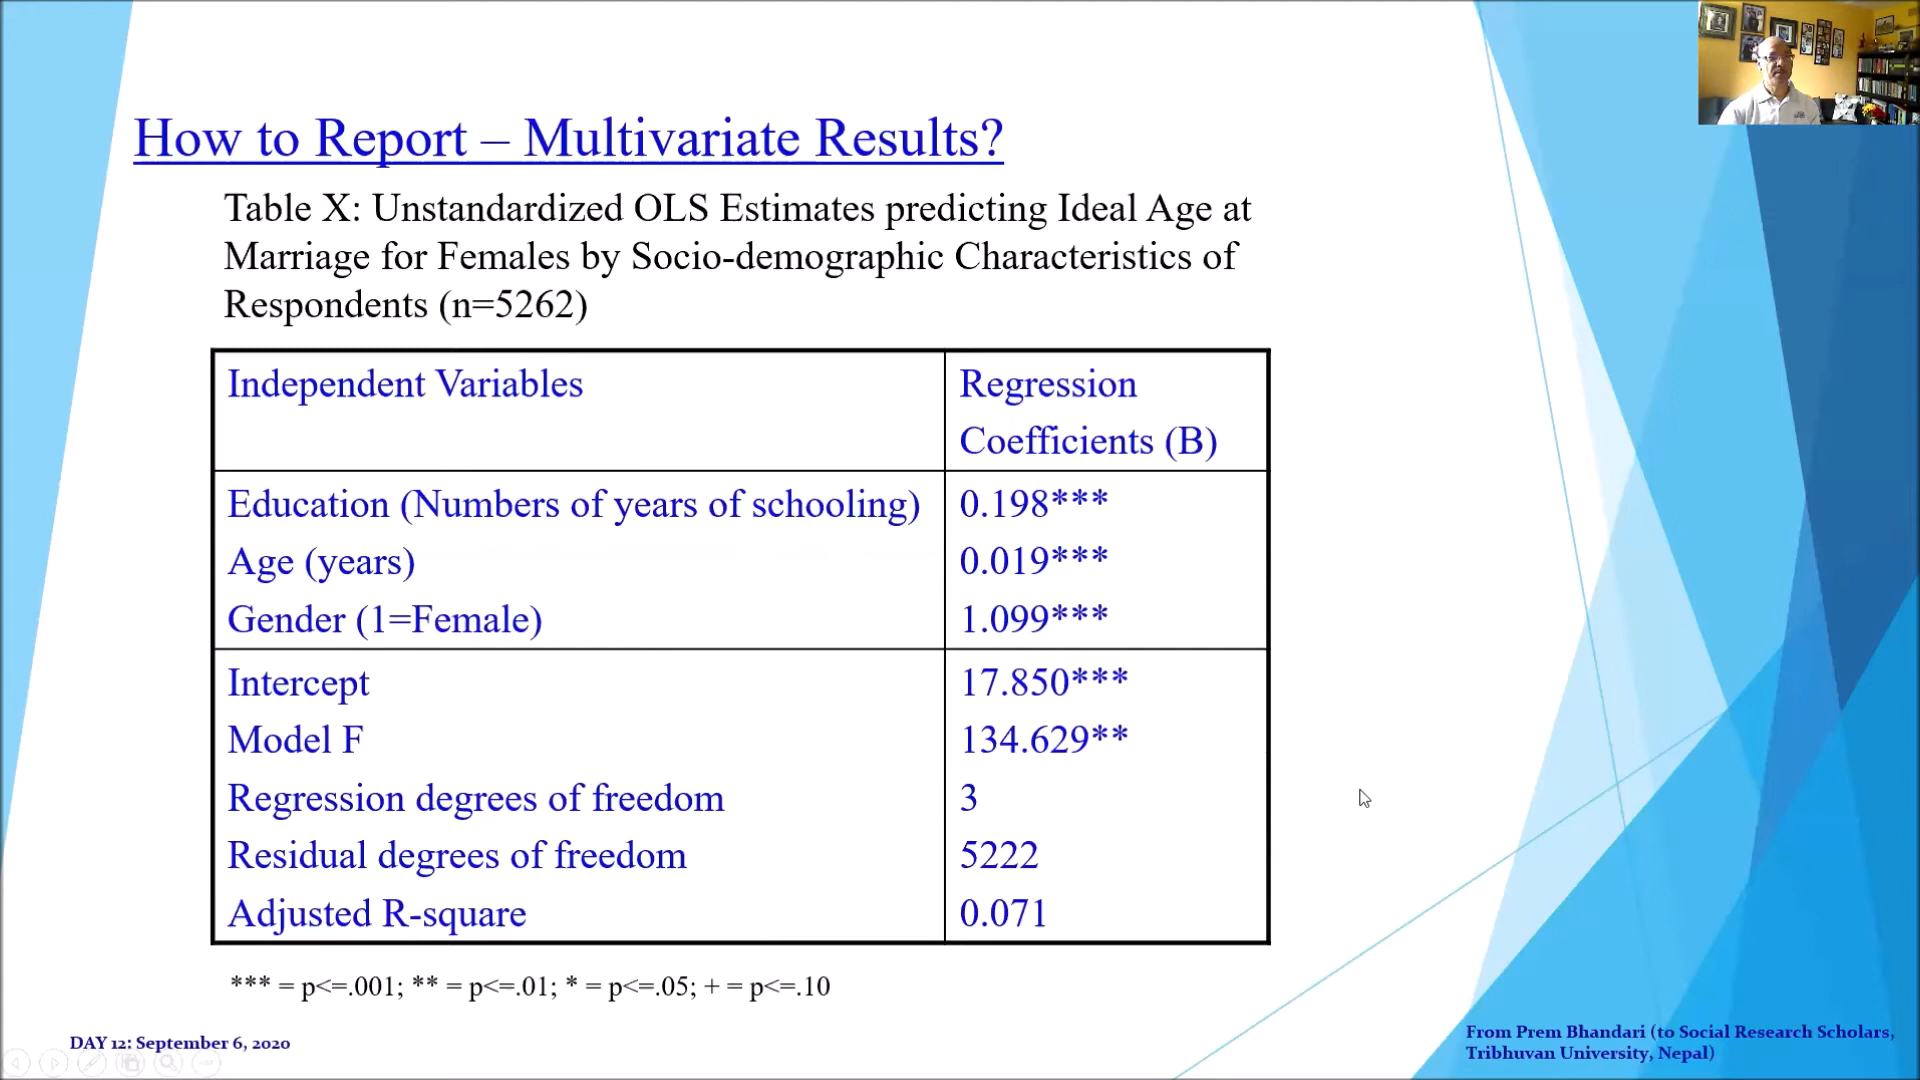 How to Report – Multivariate Results?
Table X: Unstandardized OLS Estimates predicting Ideal Age at
Marriage for Females by Socio-demographic Characteristics of
Respondents (n=5262)
Independent Variables
Regression
Coefficients (B)
Education (Numbers of years of schooling) 0.198***
Age (years) 0.019***
Gender (1=Female) 1.099***
Intercept 17.850***
Model F 134.629**
Regression degrees of freedom 3
Residual degrees of freedom 5222
Adjusted R-square 0.071
*** = p<=.001; ** = p<=.01; * = p<=.05; + = p<=.10
DAY 12: September 6, 2020
From Prem Bhandari (to Social Research Scholars,
Tribhuvan University, Nepal)